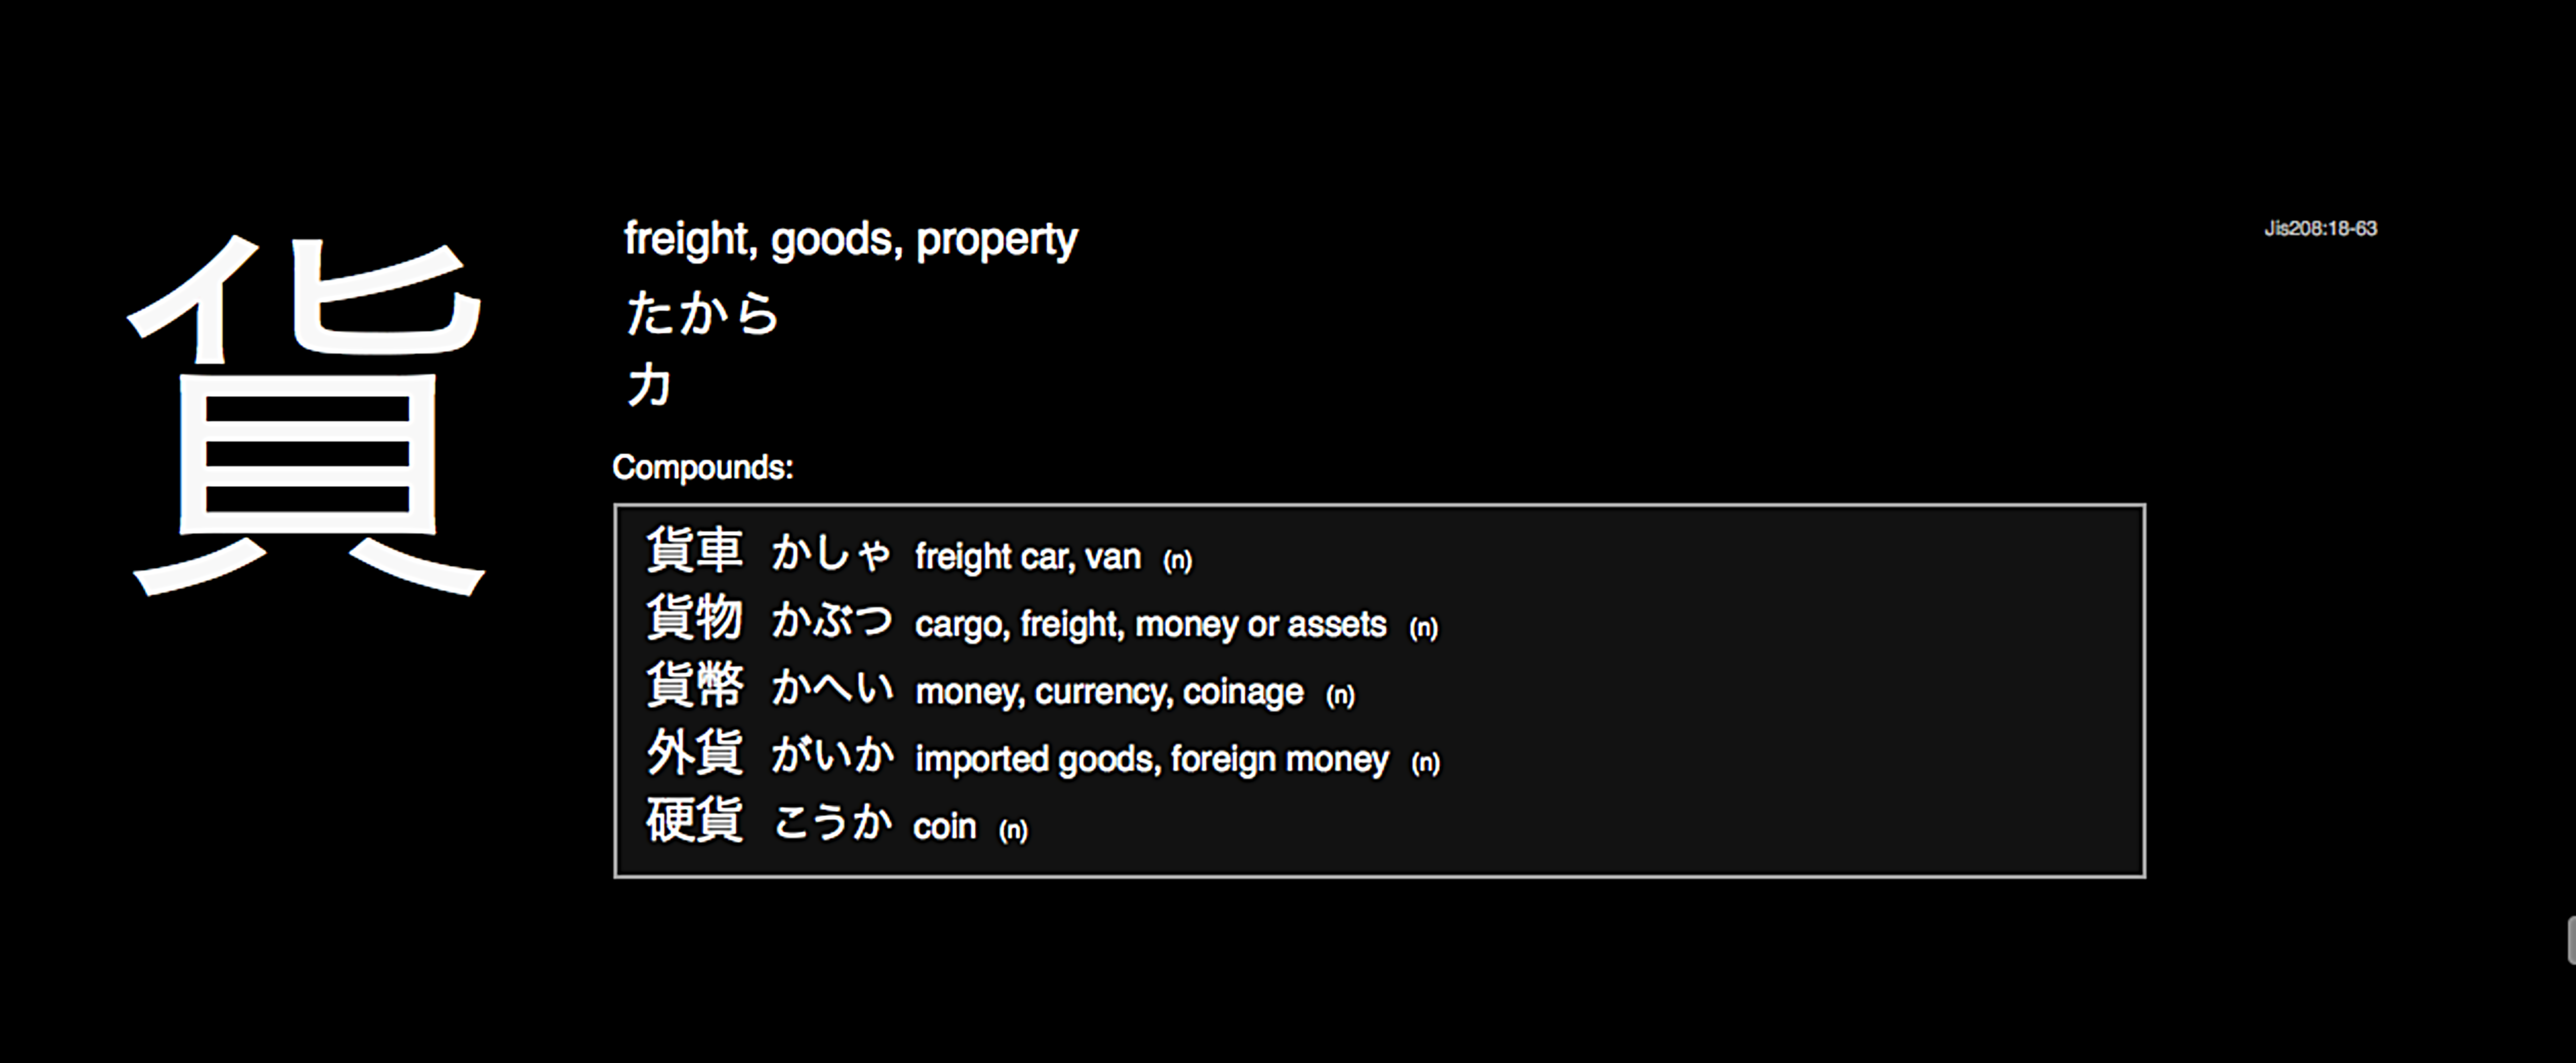 貨
freight, goods, property
Jis208:18-63
たから
カ
Compounds:
貨車 かしゃ freight car, van (n)
貨物 かぶつ cargo, freight, money or assets (n)
貨幣 かへい money, currency, coinage (n)
外貨 がいか imported goods, foreign money (n)
硬貨 こうか coin (n)